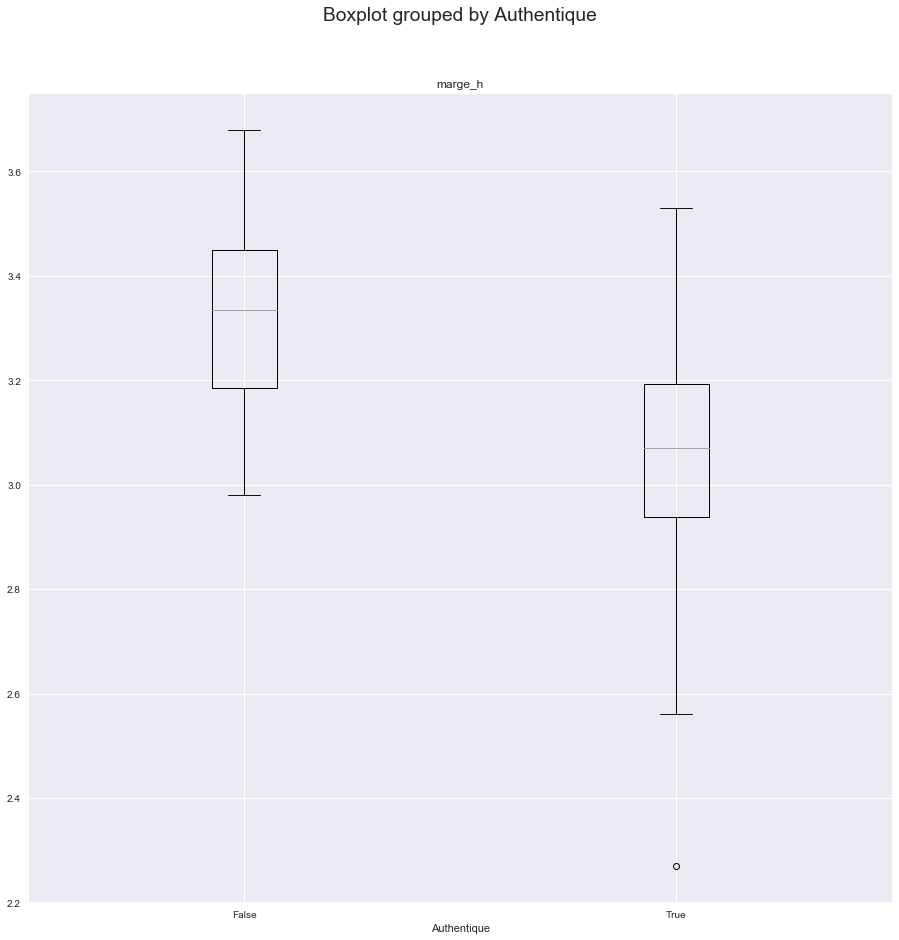 Boxplot grouped by Authentique
marge_h
3.6
3.4
3.2
3.0
2.8
2.6
2.4
2.2
False
True
Authentique